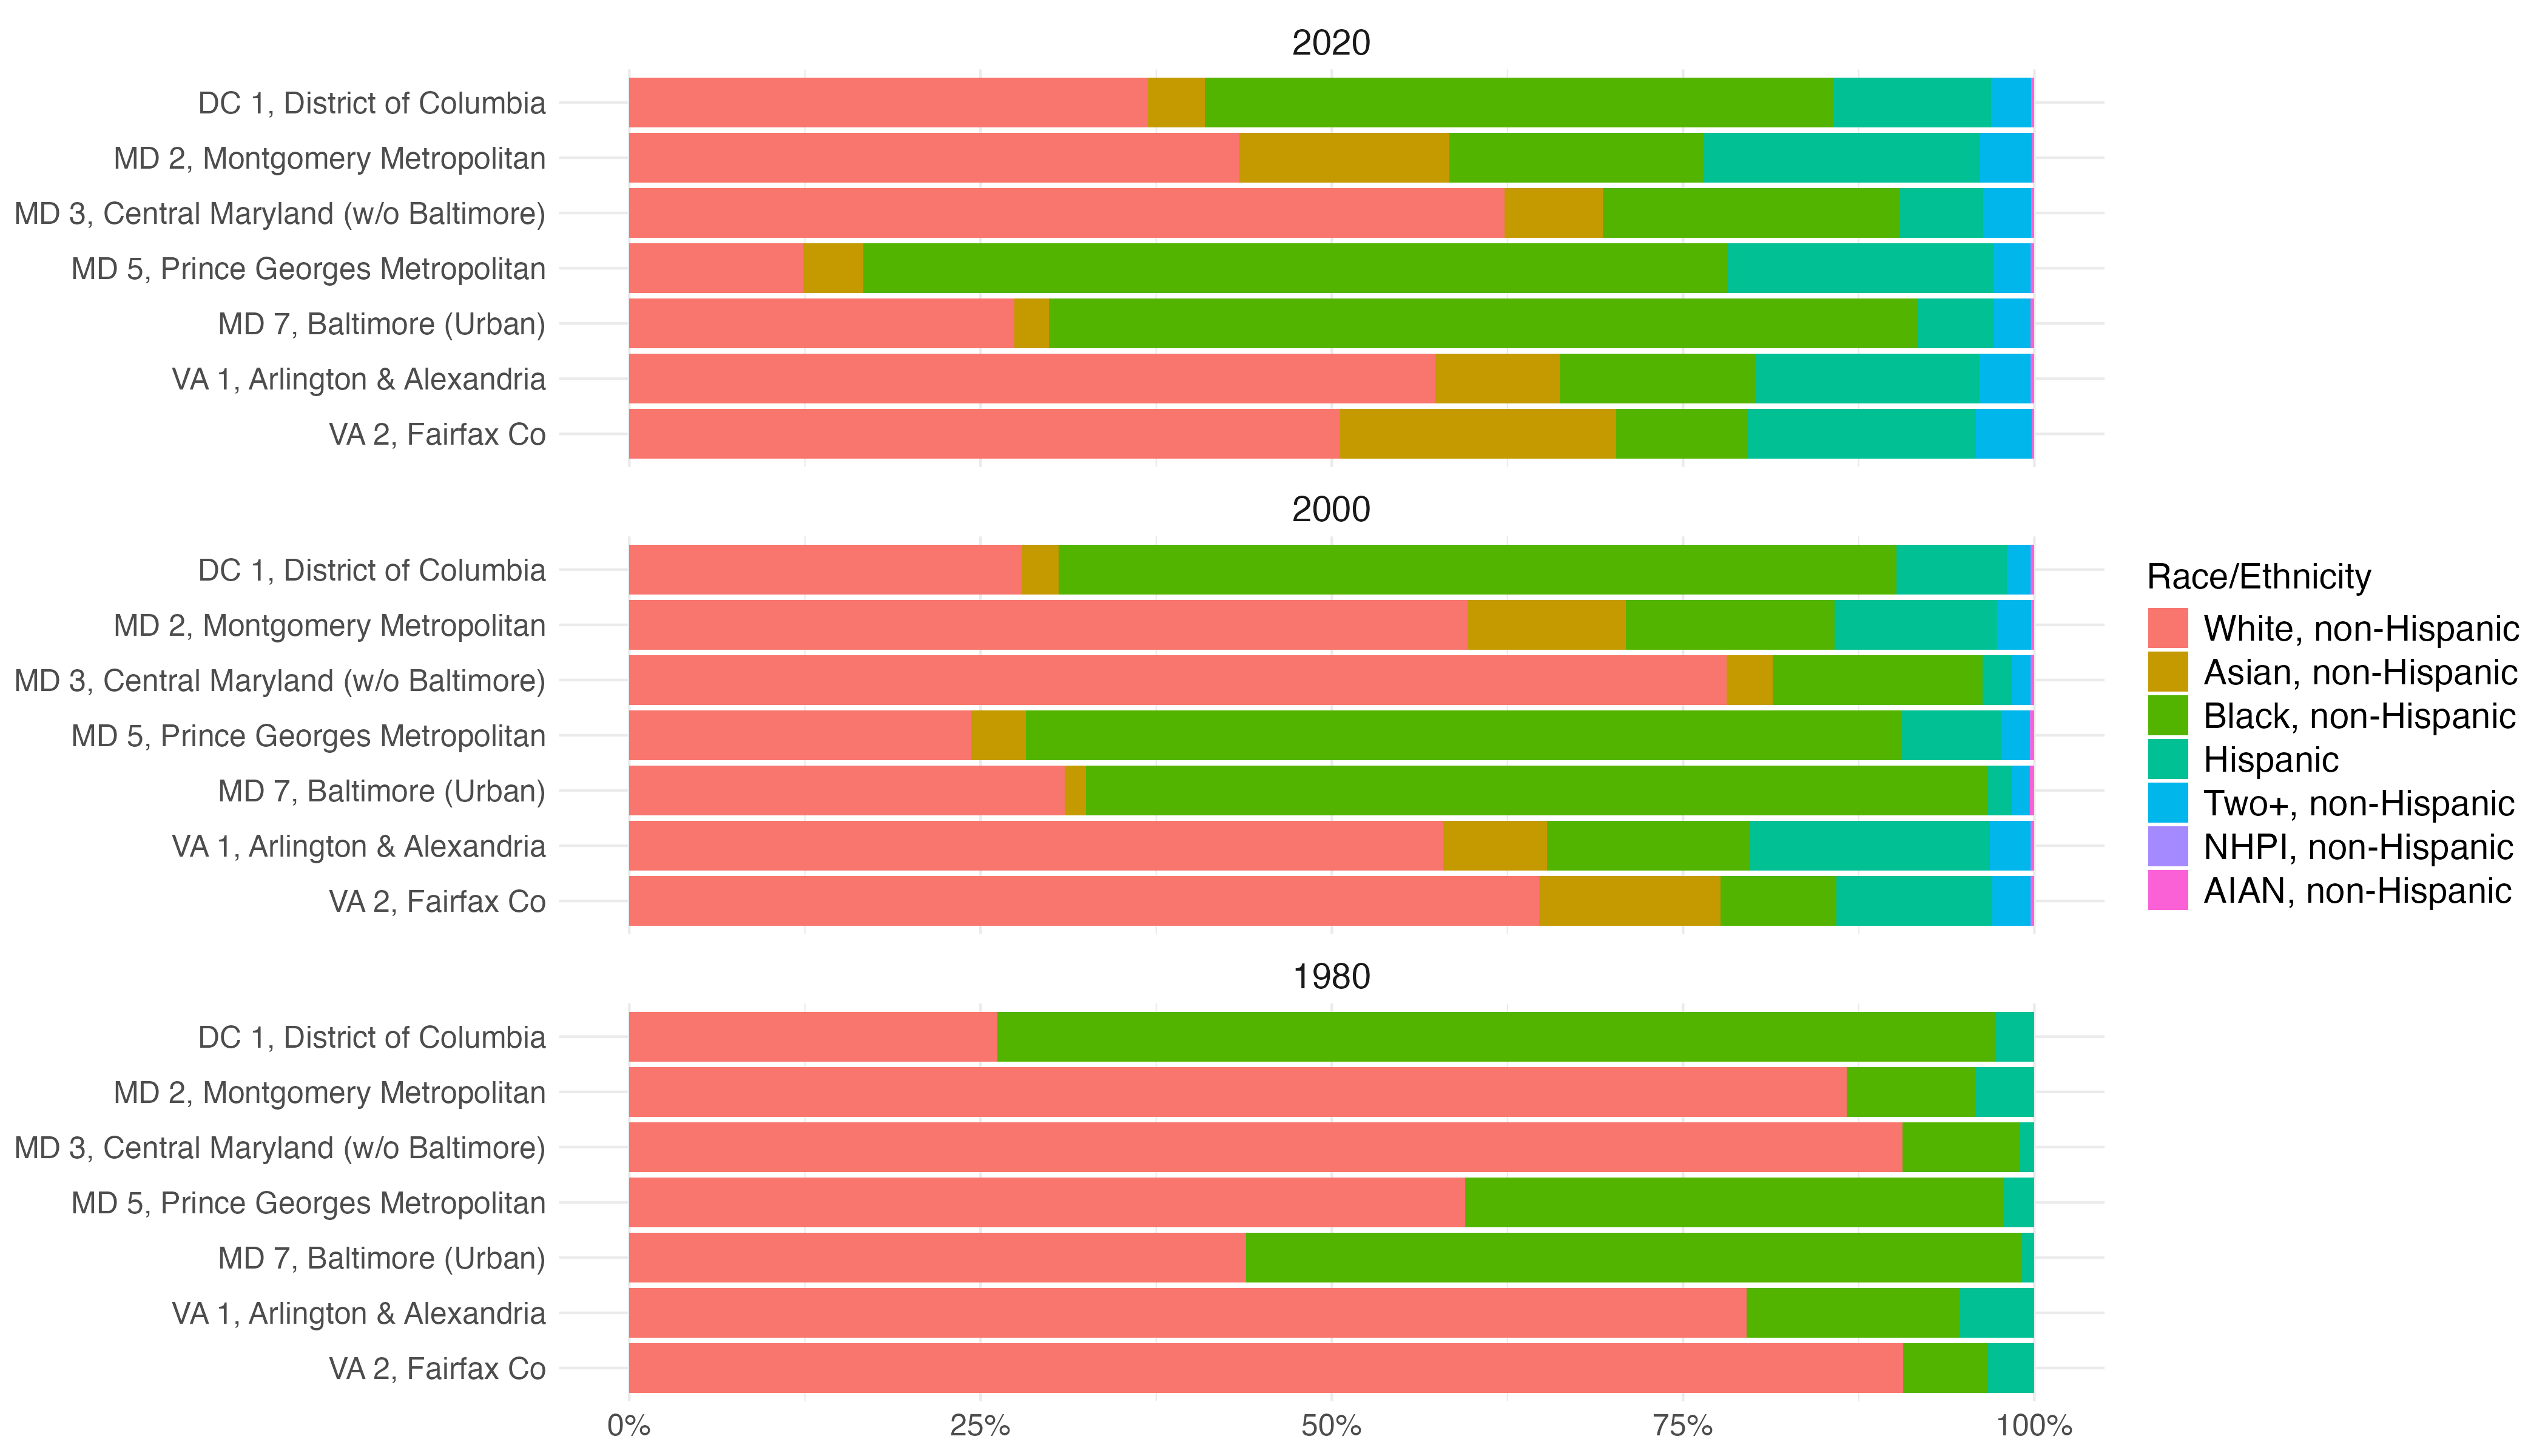 2020
DC 1, District of Columbia
MD 2, Montgomery Metropolitan
MD 3, Central Maryland (w/o Baltimore)
MD 5, Prince Georges Metropolitan
MD 7, Baltimore (Urban)
VA 1, Arlington & Alexandria
VA 2, Fairfax Co
2000
DC 1, District of Columbia
MD 2, Montgomery Metropolitan
MD 3, Central Maryland (w/o Baltimore)
MD 5, Prince Georges Metropolitan
MD 7, Baltimore (Urban)
VA 1, Arlington & Alexandria
VA 2, Fairfax Co
1980
DC 1, District of Columbia
MD 2, Montgomery Metropolitan
MD 3, Central Maryland (w/o Baltimore)
MD 5, Prince Georges Metropolitan
MD 7, Baltimore (Urban)
VA 1, Arlington & Alexandria
VA 2, Fairfax Co
0% 25% 50% 75% 100%
Race/Ethnicity
White, non-Hispanic
Asian, non-Hispanic
Black, non-Hispanic
Hispanic
Two+, non-Hispanic
NHPI, non-Hispanic
AIAN, non-Hispanic